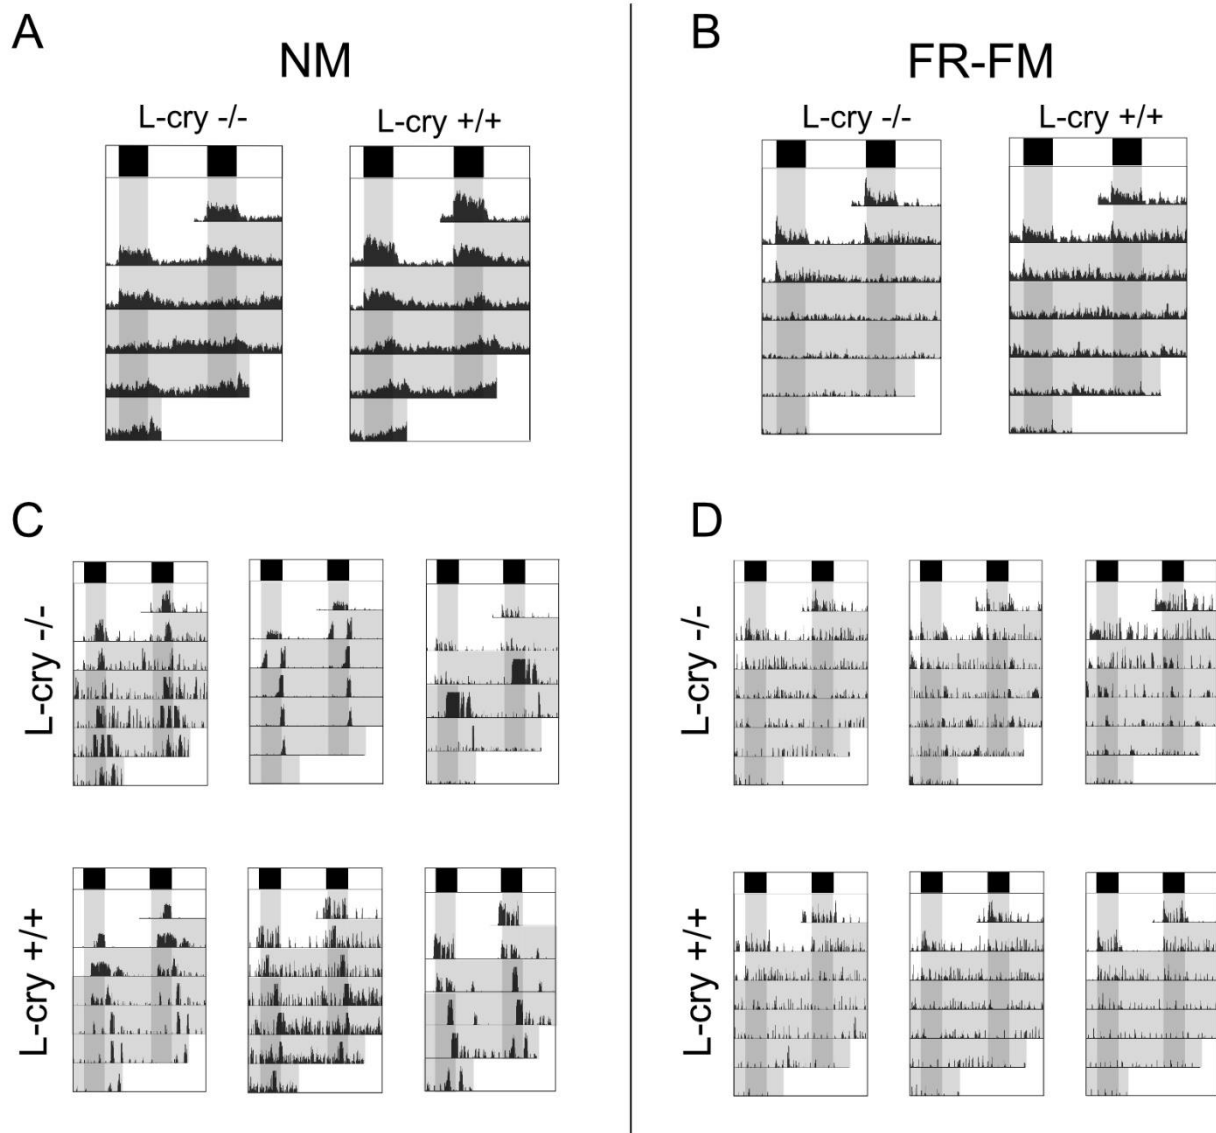 A
NM
L-cry -/-
L-cry +/+
B
FR-FM
L-cry -/-
L-cry +/+
C
L-cry -/-
L-cry +/+
D
L-cry -/-
L-cry +/+